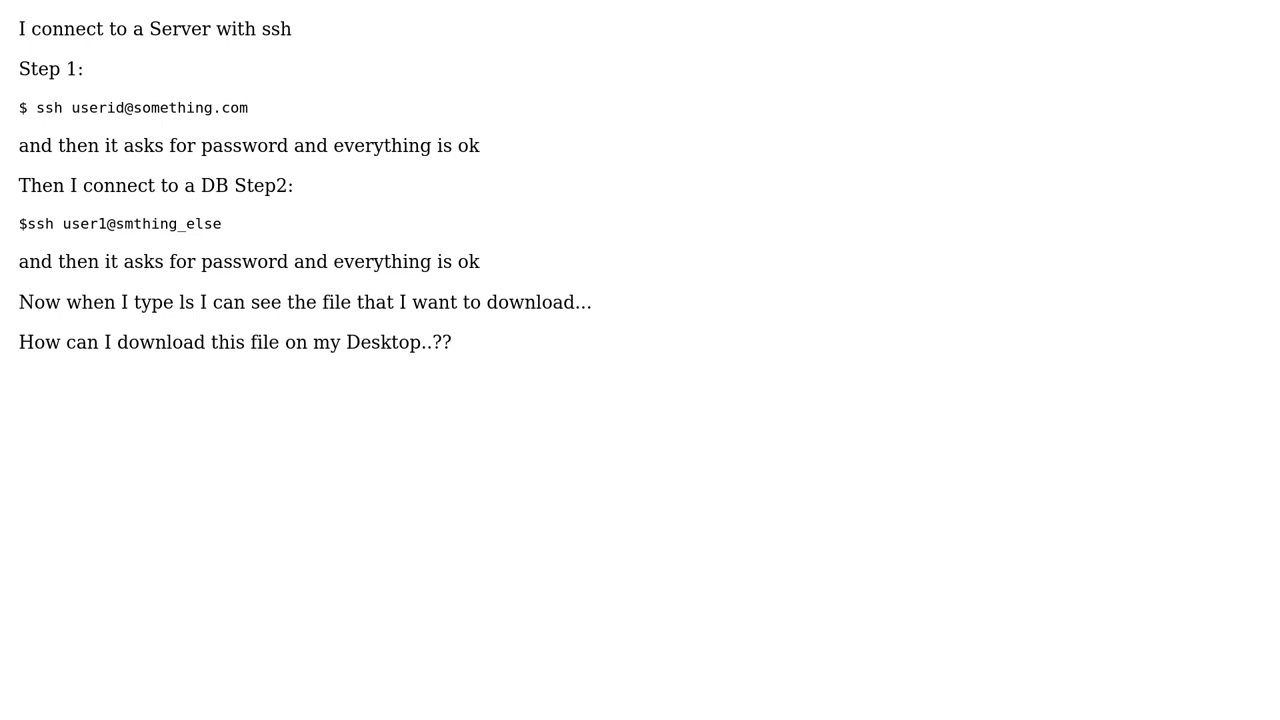 I connect to a Server with ssh
Step 1:
$ ssh userid@something.com
and then it asks for password and everything is ok
Then I connect to a DB Step2:
$ssh user1@smthing_else
and then it asks for password and everything is ok
Now when I type ls I can see the file that I want to download...
How can I download this file on my Desktop..??